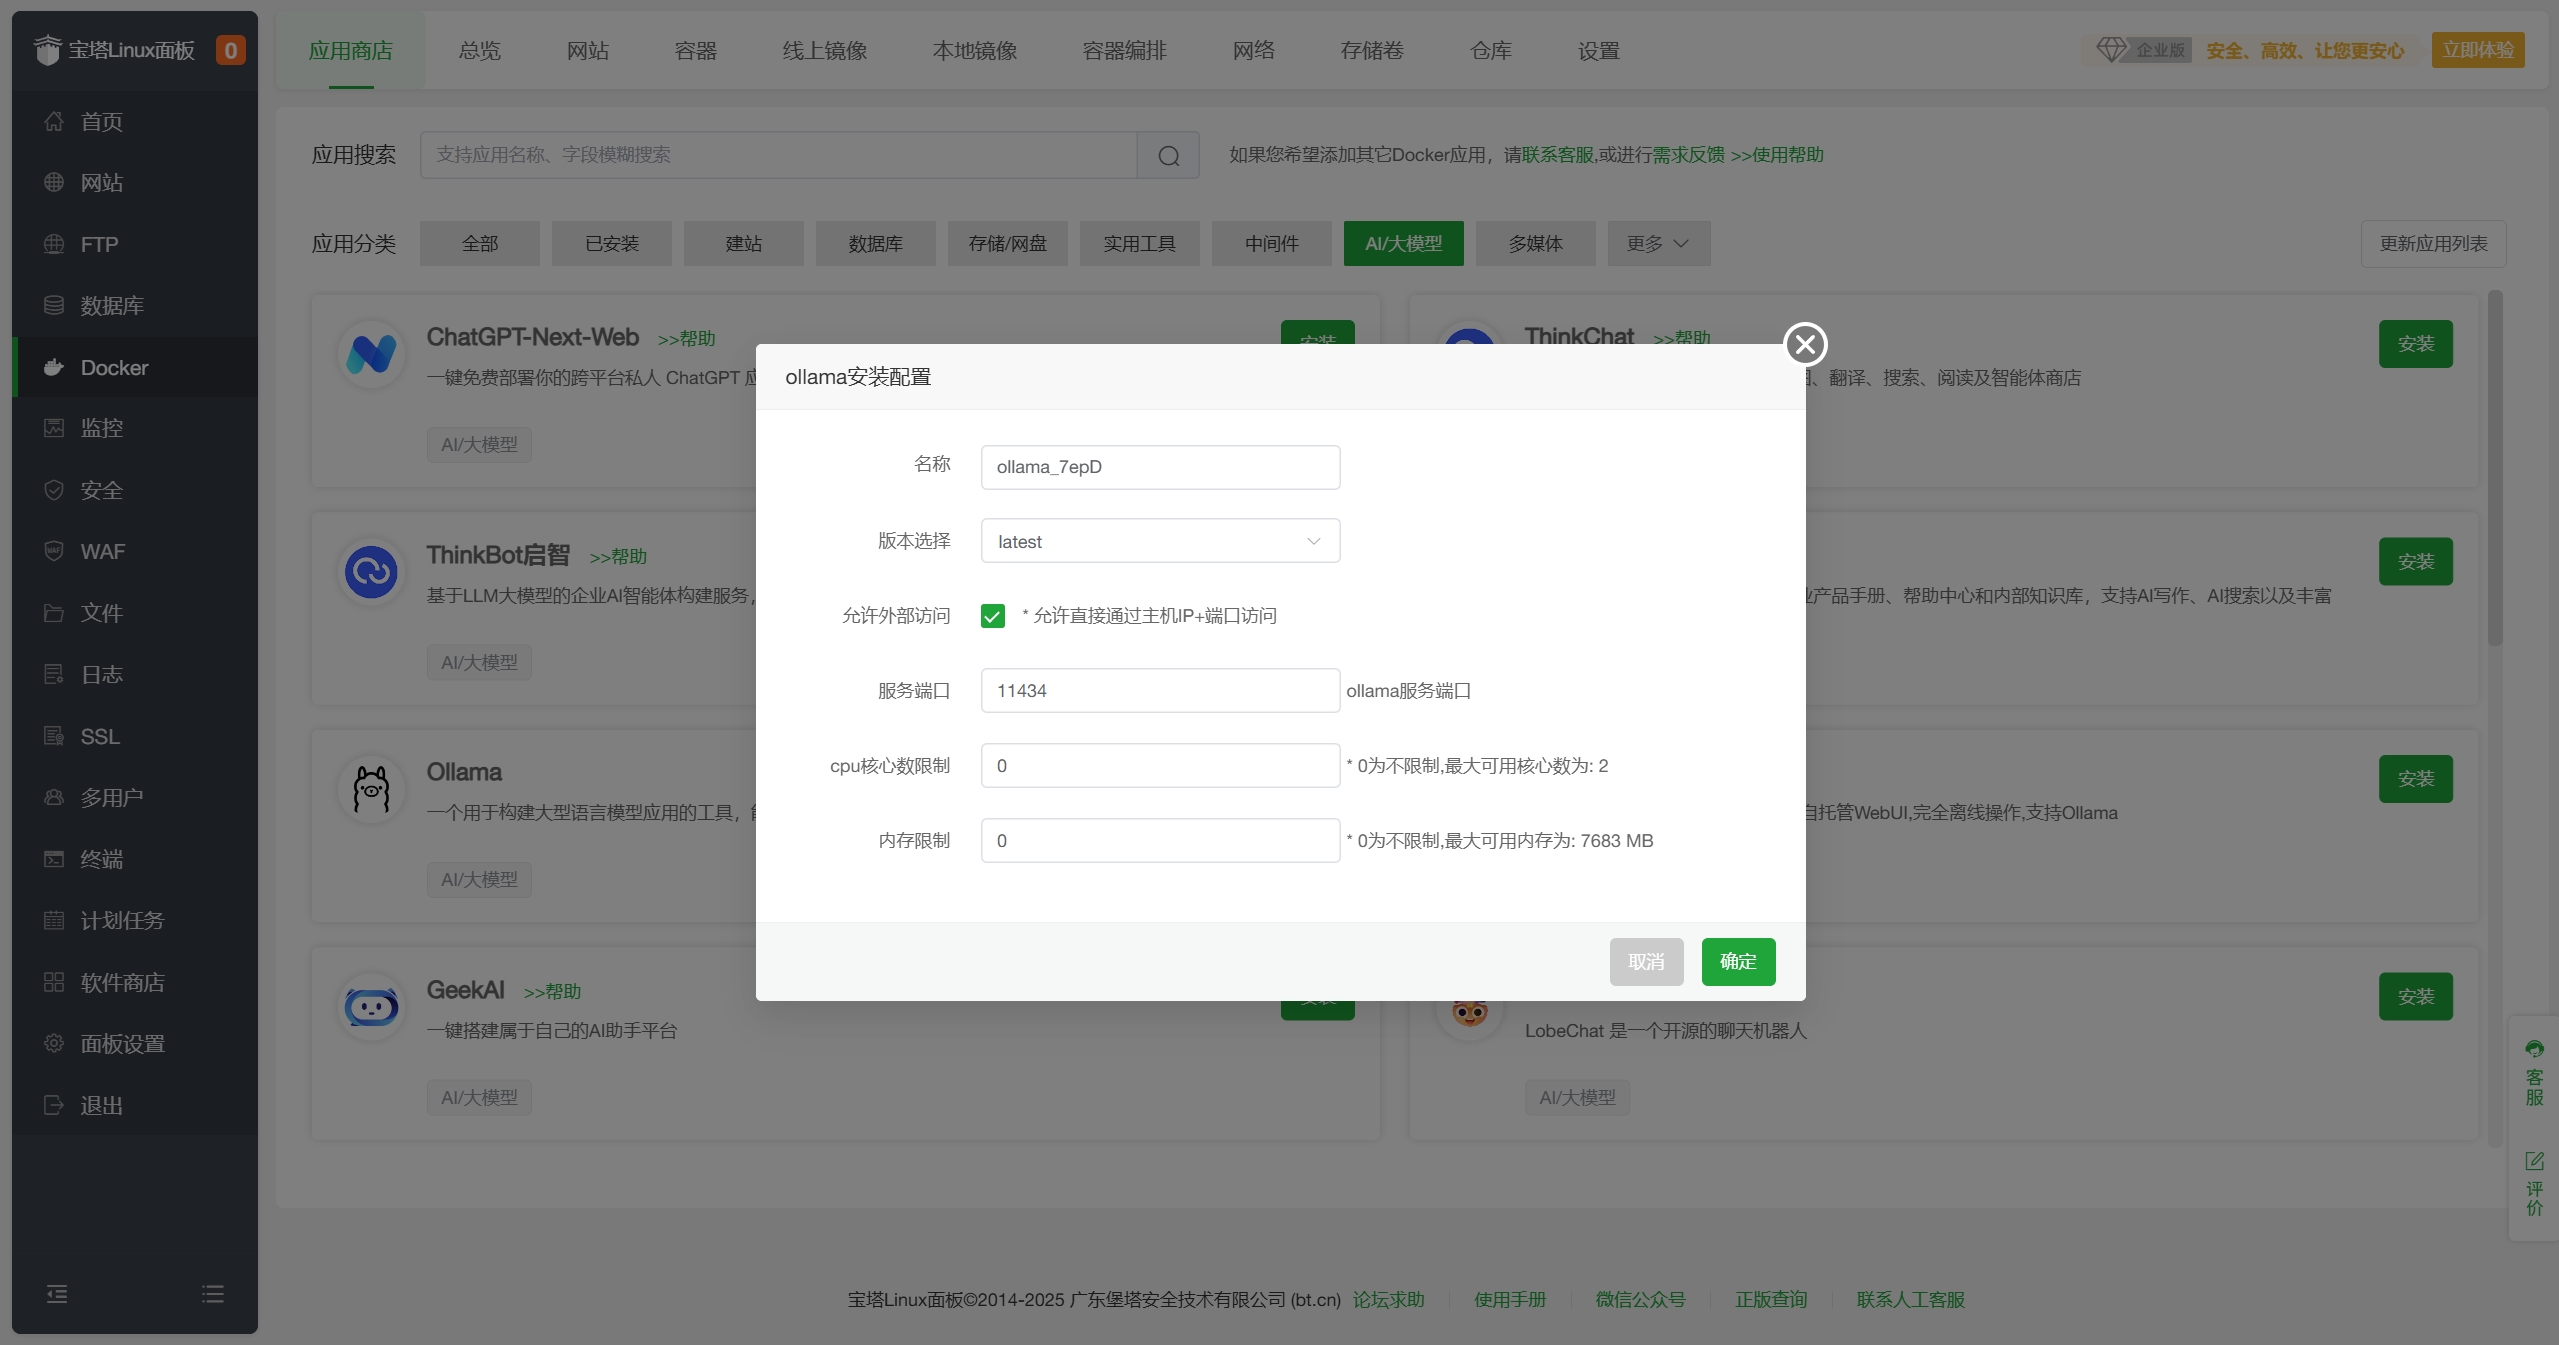 宝塔Linux面板 0
首页
网站
FTP
数据库
Docker
监控
安全
WAF
文件
日志
SSL
多用户
终端
计划任务
软件商店
面板设置
退出
应用商店 总览 网站 容器 线上镜像 本地镜像 容器编排 网络 存储卷 仓库 设置
企业版 安全、高效、让您更安心 立即体验
应用搜索 支持应用名称、字段模糊搜索 如果您希望添加其它Docker应用，请联系客服,或进行需求反馈 >>使用帮助
应用分类 全部 已安装 建站 数据库 存储/网盘 实用工具 中间件 AI/大模型 多媒体 更多 更新应用列表
ChatGPT-Next-Web >>帮助 安装
一键免费部署你的跨平台私人 ChatGPT 应
AI/大模型
ThinkChat >>帮助 安装
、翻译、搜索、阅读及智能体商店
ThinkBot启智 >>帮助
基于LLM大模型的企业AI智能体构建服务，
AI/大模型
安装
产品手册、帮助中心和内部知识库，支持AI写作、AI搜索以及丰富
Ollama
一个用于构建大型语言模型应用的工具，
AI/大模型
安装
自托管WebUI,完全离线操作,支持Ollama
GeekAI >>帮助 安装
一键搭建属于自己的AI助手平台
AI/大模型
安装
LobeChat 是一个开源的聊天机器人
AI/大模型
ollama安装配置
名称 ollama_7epD
版本选择 latest
允许外部访问 * 允许直接通过主机IP+端口访问
服务端口 11434 ollama服务端口
cpu核心数限制 0 * 0为不限制,最大可用核心数为: 2
内存限制 0 * 0为不限制,最大可用内存为: 7683 MB
取消 确定
客服
评价
宝塔Linux面板©2014-2025 广东堡塔安全技术有限公司 (bt.cn) 论坛求助 使用手册 微信公众号 正版查询 联系人工客服